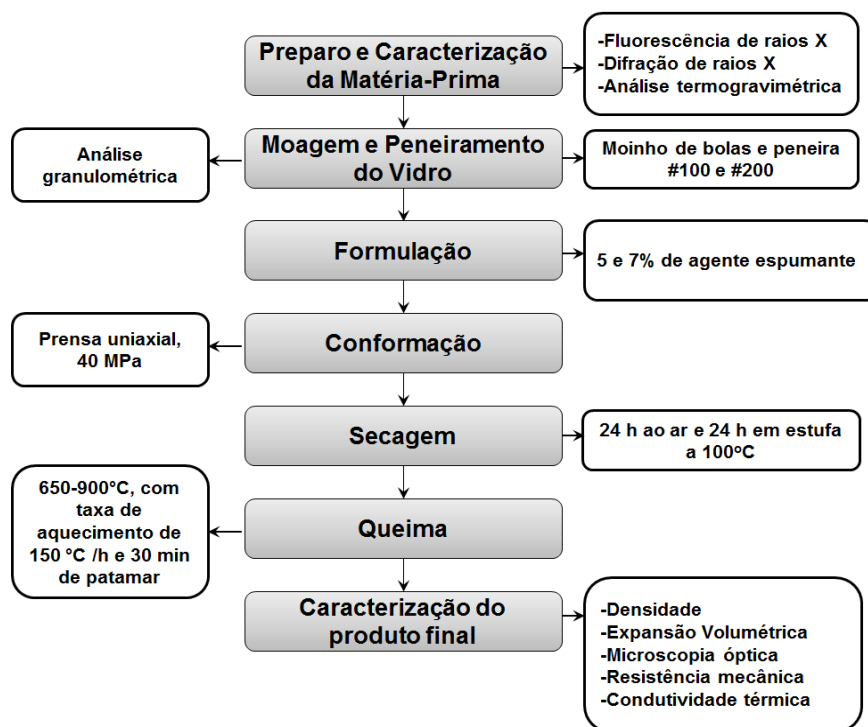 Preparo e Caracterização
da Matéria-Prima
-Fluorescência de raios X
-Difração de raios X
-Análise termogravimétrica
Análise
granulométrica
Moagem e Peneiramento
do Vidro
Moinho de bolas e peneira
#100 e #200
Formulação
5 e 7% de agente espumante
Prensa uniaxial,
40 MPa
Conformação
Secagem
24 h ao ar e 24 h em estufa
a 100ºC
650-900°C, com
taxa de
aquecimento de
150 °C /h e 30 min
de patamar
Queima
Caracterização do
produto final
-Densidade
-Expansão Volumétrica
-Microscopia óptica
-Resistência mecânica
-Condutividade térmica